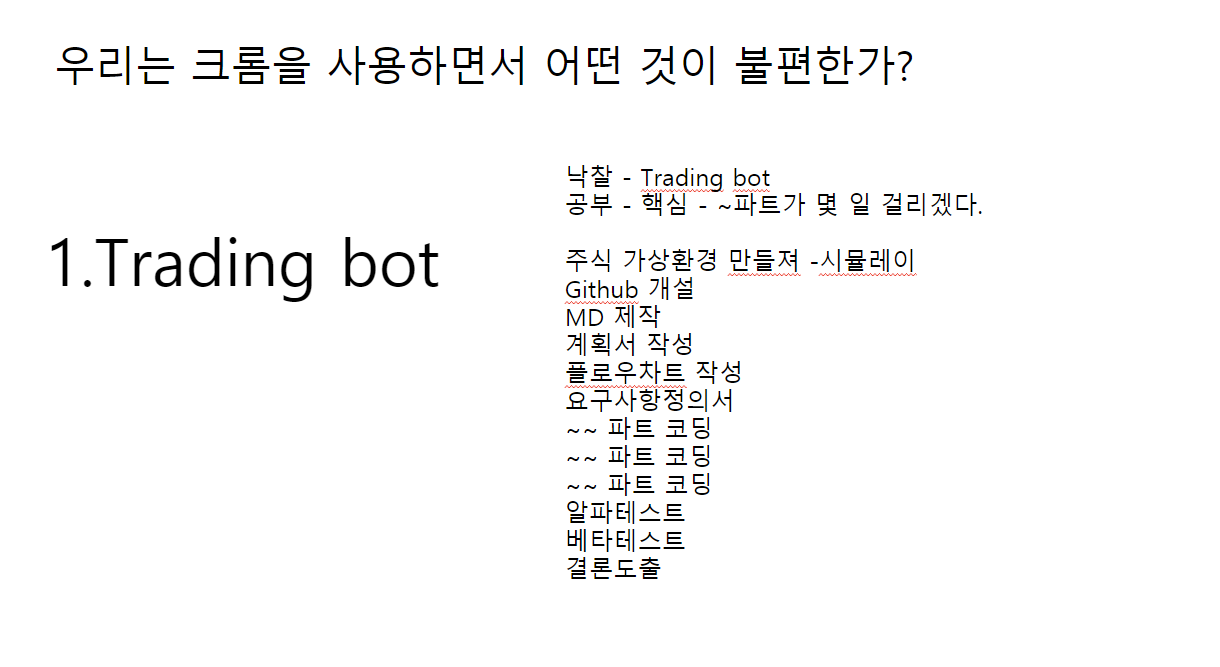 우리는 크롬을 사용하면서 어떤 것이 불편한가?
1.Trading bot
낙찰 - Trading bot
공부 - 핵심 - ~파트가 몇 일 걸리겠다.
주식 가상환경 만들져 -시뮬레이
Github 개설
MD 제작
계획서 작성
플로우차트 작성
요구사항정의서
~~ 파트 코딩
~~ 파트 코딩
~~ 파트 코딩
알파테스트
베타테스트
결론도출